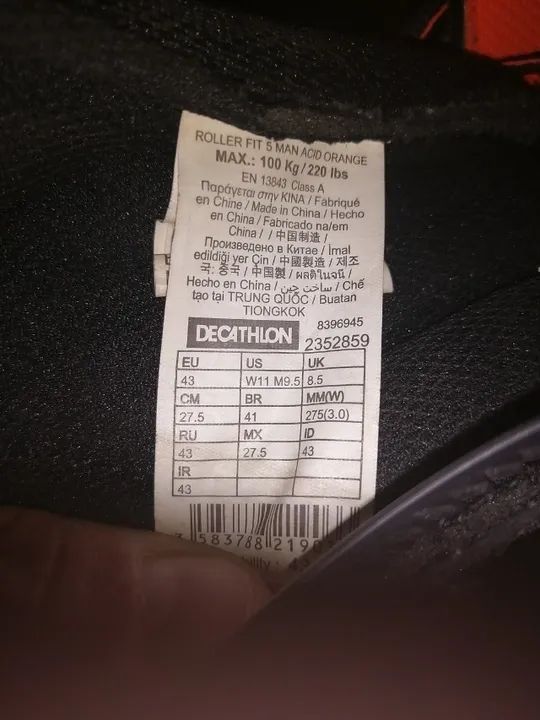 ROLLER FIT 5 MAN ACID ORANGE
MAX.: 100 Kg / 220 lbs
EN 13843 Class A
Παράγεται στην ΚΙΝΑ / Fabriqué
en Chine / Made in China / Hecho
en China / Fabricado na/em
China / / 中国制造 /
Произведено в Китае / İmal
edildiği yer Çin / 中國製造 / 제조
국: 중국 / 中国製 / ผลิตในจีน /
Hecho en China / ساخت چین / Chế
tạo tại TRUNG QUỐC / Buatan
TIONGKOK
8396945
DECATHLON 2352859
EU US UK
43 W11 M9.5 8.5
CM BR MM(W)
27.5 41 275(3.0)
RU MX ID
43 27.5 43
IR
43
3 583788 2190